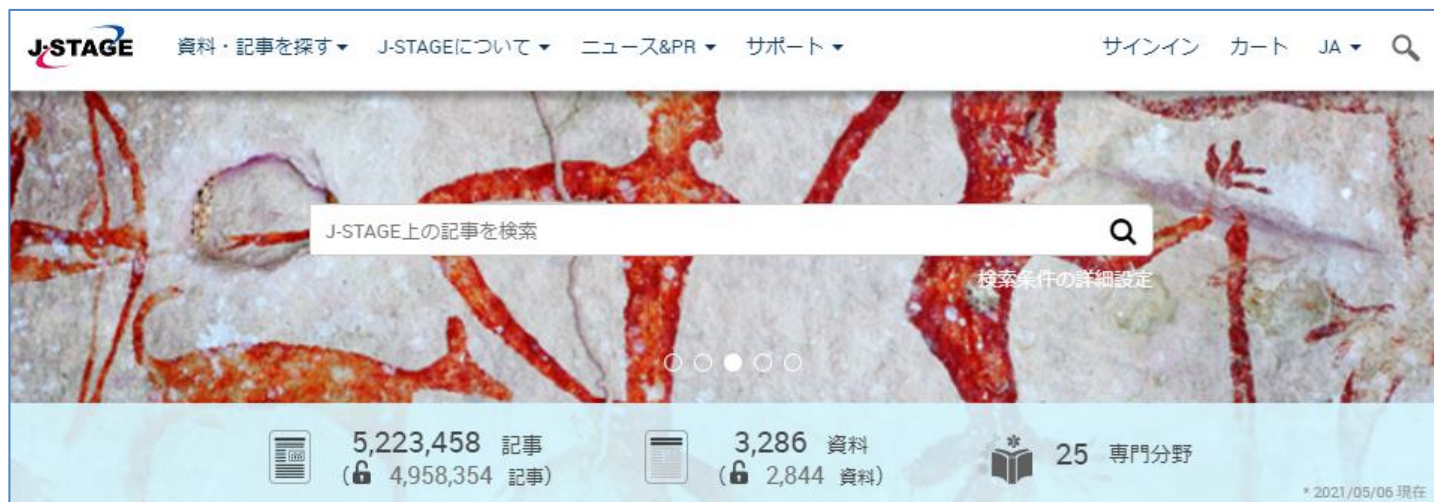 J-STAGE 資料・記事を探す▾ J-STAGEについて▾ ニュース&PR▾ サポート▾ サインイン カート JA▾
J-STAGE上の記事を検索
検索条件の詳細設定
5,223,458 記事 3,286 資料 25 専門分野
( 4,958,354 記事) ( 2,844 資料)
* 2021/05/06 現在